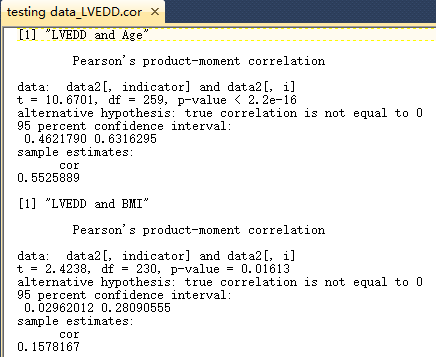 testing data_LVEDD.cor ×
[1] "LVEDD and Age"
Pearson's product-moment correlation
data:  data2[, indicator] and data2[, i]
t = 10.6701, df = 259, p-value < 2.2e-16
alternative hypothesis: true correlation is not equal to 0
95 percent confidence interval:
0.4621790 0.6316295
sample estimates:
cor
0.5525889
[1] "LVEDD and BMI"
Pearson's product-moment correlation
data:  data2[, indicator] and data2[, i]
t = 2.4238, df = 230, p-value = 0.01613
alternative hypothesis: true correlation is not equal to 0
95 percent confidence interval:
0.02962012 0.28090555
sample estimates:
cor
0.1578167